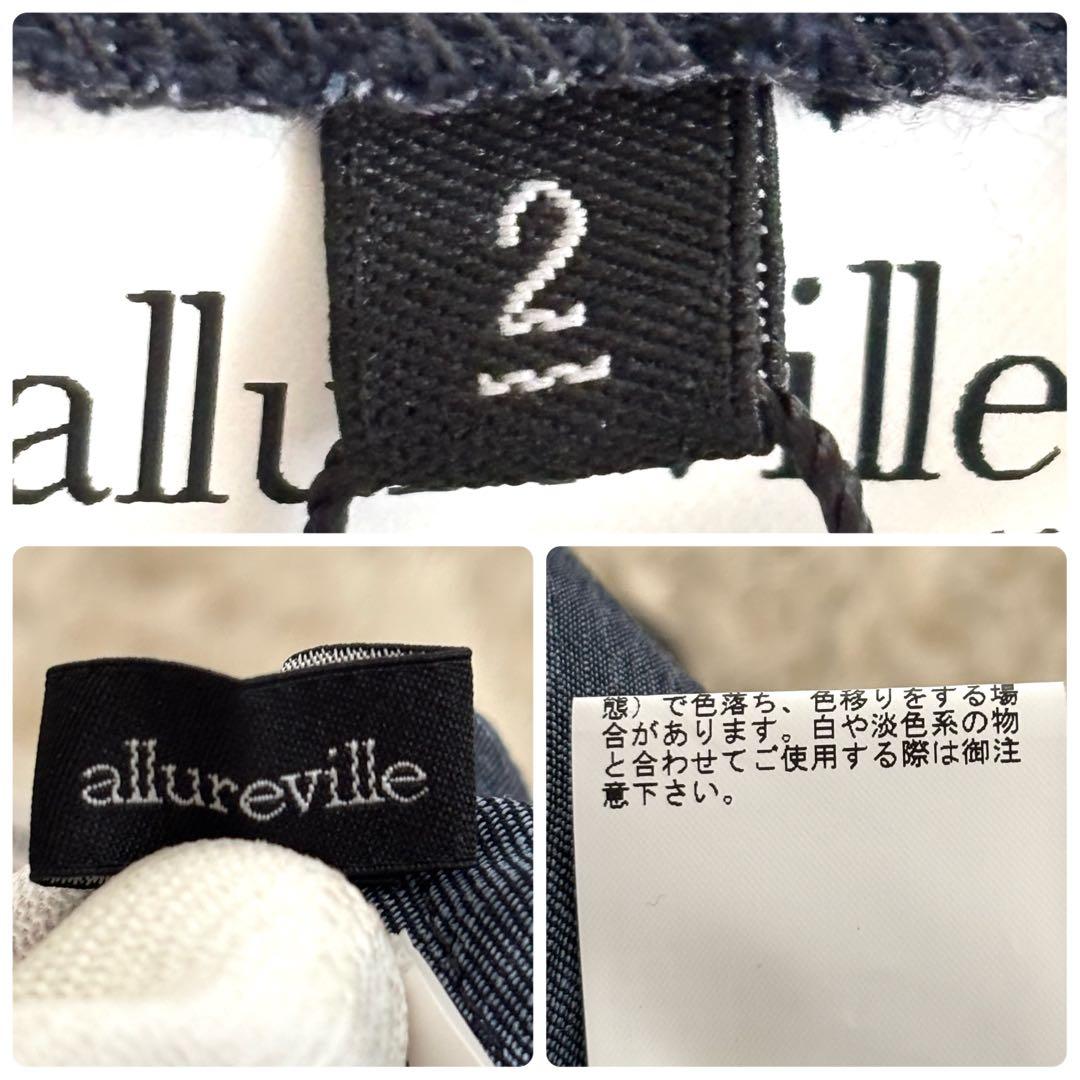 2
allu ville
allureville
態）で色落ち、色移りをする場
合があります。白や淡色系の物
と合わせてご使用する際は御注
意下さい。